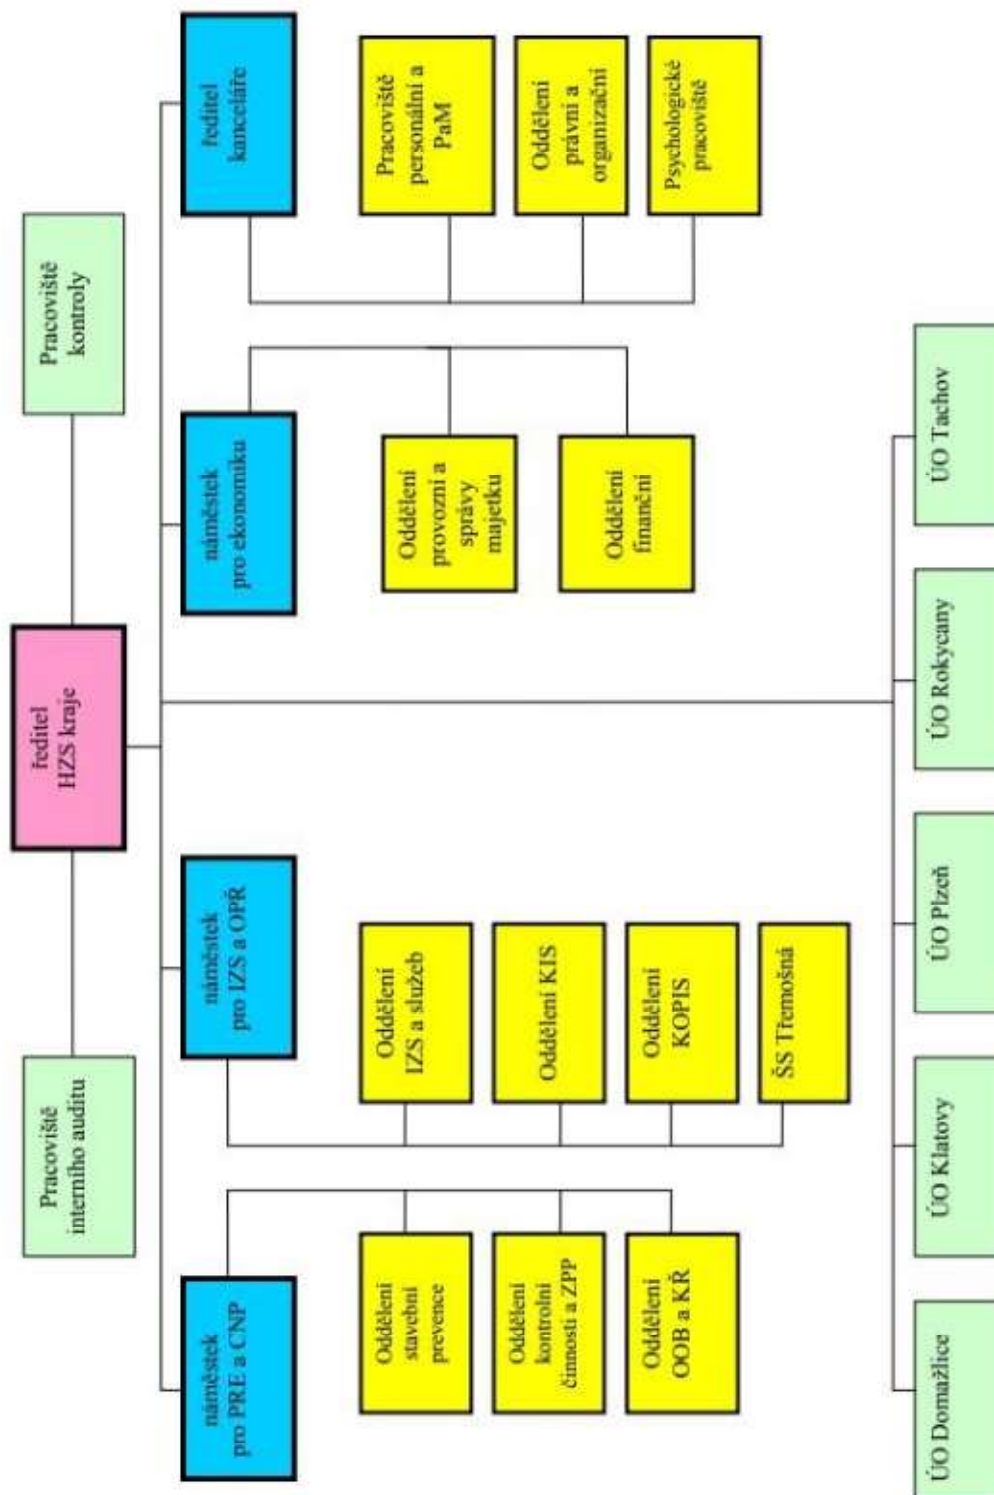 ředitel
HZS kraje
Pracoviště
interního auditu
Pracoviště
kontroly
náměstek
pro PRE a CNP
náměstek
pro IZS a OPŘ
náměstek
pro ekonomiku
ředitel
kanceláře
Oddělení
stavební
prevence
Oddělení
kontrolní
činnosti a ZPP
Oddělení
OOB a KŘ
Oddělení
IZS a služeb
Oddělení KIS
Oddělení
KOPIS
ŠS Třemošná
Oddělení
provozní a
správy
majetku
Oddělení
finanční
Pracoviště
personální a
PaM
Oddělení
právní a
organizační
Psychologické
pracoviště
ÚO Domažlice
ÚO Klatovy
ÚO Plzeň
ÚO Rokycany
ÚO Tachov